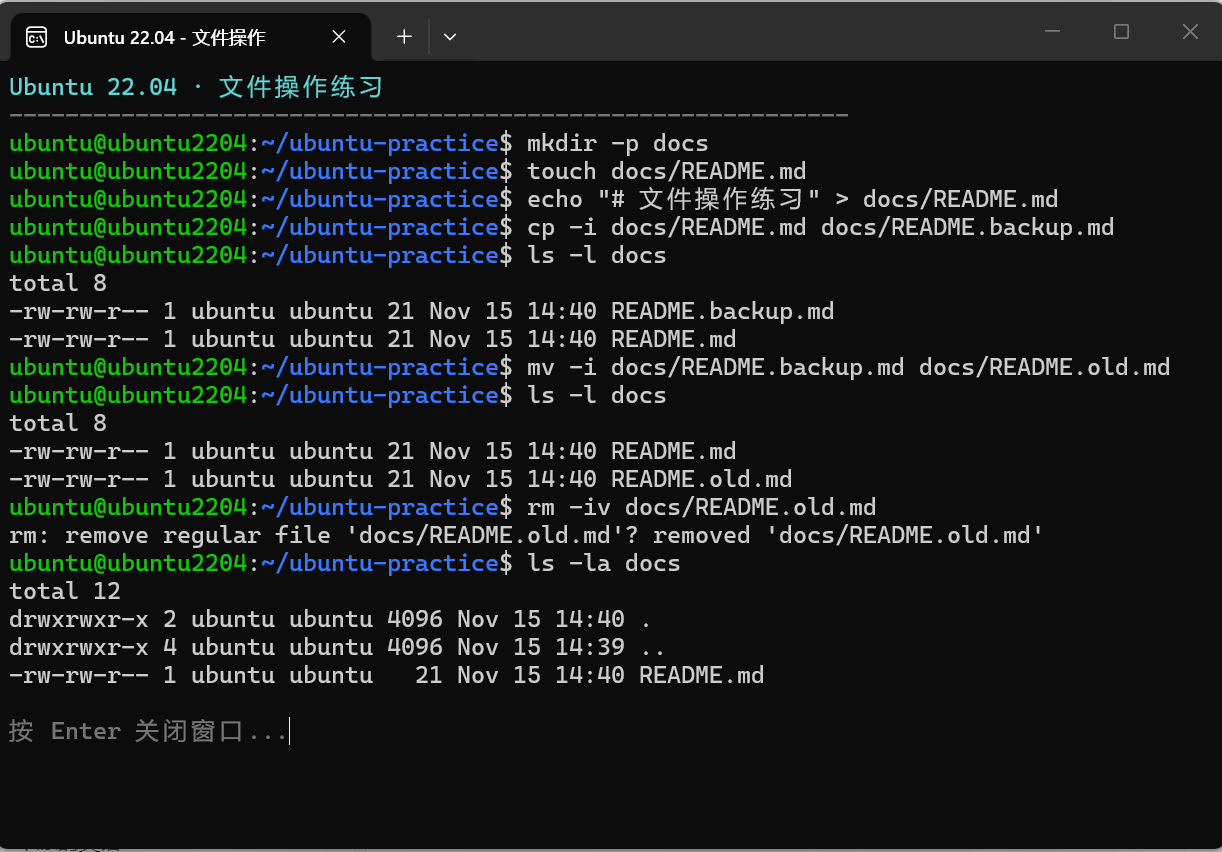 Ubuntu 22.04 - 文件操作
Ubuntu 22.04 · 文件操作练习
------------------------------------------------------------
ubuntu@ubuntu2204:~/ubuntu-practice$ mkdir -p docs
ubuntu@ubuntu2204:~/ubuntu-practice$ touch docs/README.md
ubuntu@ubuntu2204:~/ubuntu-practice$ echo "# 文件操作练习" > docs/README.md
ubuntu@ubuntu2204:~/ubuntu-practice$ cp -i docs/README.md docs/README.backup.md
ubuntu@ubuntu2204:~/ubuntu-practice$ ls -l docs
total 8
-rw-rw-r-- 1 ubuntu ubuntu 21 Nov 15 14:40 README.backup.md
-rw-rw-r-- 1 ubuntu ubuntu 21 Nov 15 14:40 README.md
ubuntu@ubuntu2204:~/ubuntu-practice$ mv -i docs/README.backup.md docs/README.old.md
ubuntu@ubuntu2204:~/ubuntu-practice$ ls -l docs
total 8
-rw-rw-r-- 1 ubuntu ubuntu 21 Nov 15 14:40 README.md
-rw-rw-r-- 1 ubuntu ubuntu 21 Nov 15 14:40 README.old.md
ubuntu@ubuntu2204:~/ubuntu-practice$ rm -iv docs/README.old.md
rm: remove regular file 'docs/README.old.md'? removed 'docs/README.old.md'
ubuntu@ubuntu2204:~/ubuntu-practice$ ls -la docs
total 12
drwxrwxr-x 2 ubuntu ubuntu 4096 Nov 15 14:40 .
drwxrwxr-x 4 ubuntu ubuntu 4096 Nov 15 14:39 ..
-rw-rw-r-- 1 ubuntu ubuntu   21 Nov 15 14:40 README.md
按 Enter 关闭窗口...